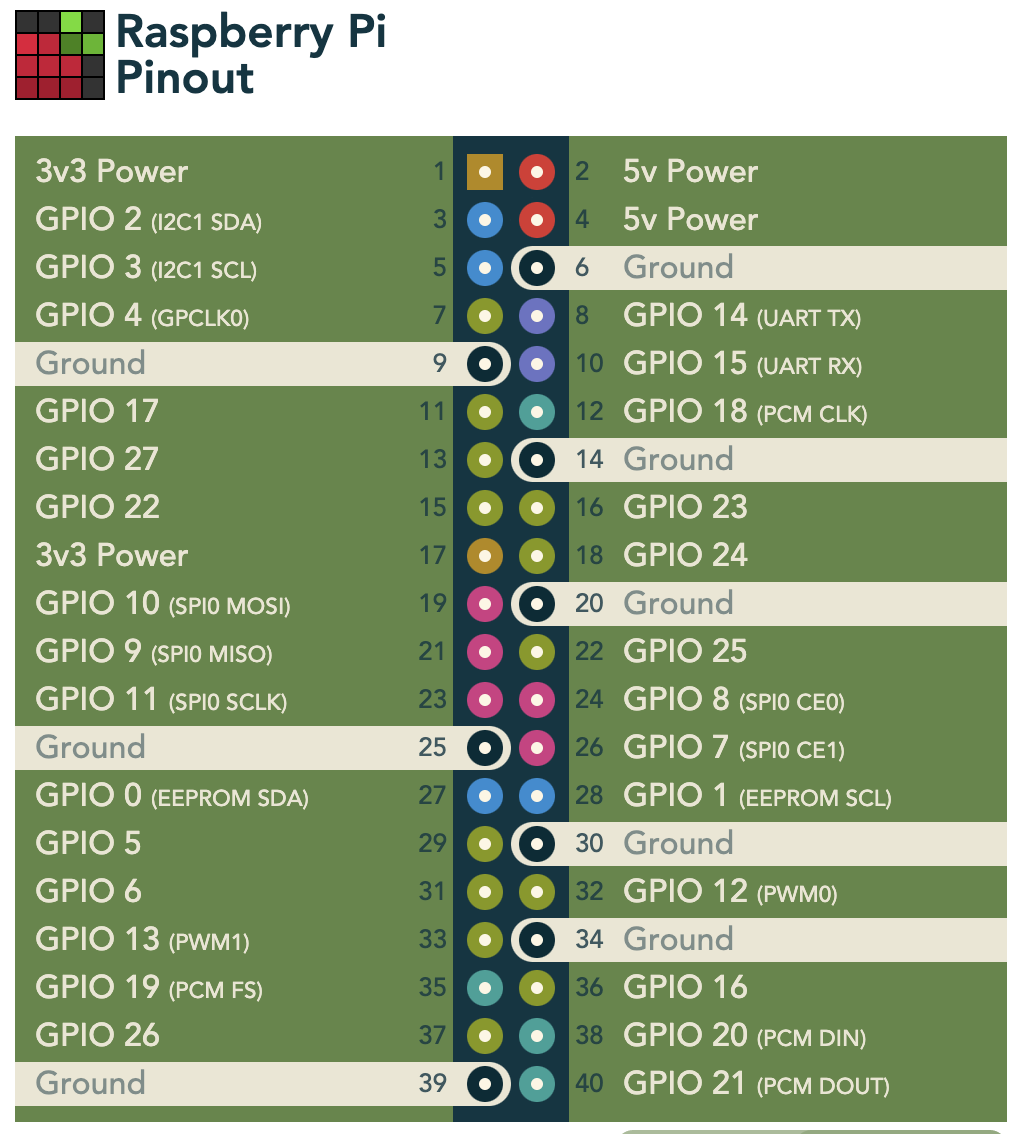 Raspberry Pi
Pinout
3v3 Power 1 2 5v Power
GPIO 2 (I2C1 SDA) 3 4 5v Power
GPIO 3 (I2C1 SCL) 5 6 Ground
GPIO 4 (GPCLK0) 7 8 GPIO 14 (UART TX)
Ground 9 10 GPIO 15 (UART RX)
GPIO 17 11 12 GPIO 18 (PCM CLK)
GPIO 27 13 14 Ground
GPIO 22 15 16 GPIO 23
3v3 Power 17 18 GPIO 24
GPIO 10 (SPI0 MOSI) 19 20 Ground
GPIO 9 (SPI0 MISO) 21 22 GPIO 25
GPIO 11 (SPI0 SCLK) 23 24 GPIO 8 (SPI0 CE0)
Ground 25 26 GPIO 7 (SPI0 CE1)
GPIO 0 (EEPROM SDA) 27 28 GPIO 1 (EEPROM SCL)
GPIO 5 29 30 Ground
GPIO 6 31 32 GPIO 12 (PWM0)
GPIO 13 (PWM1) 33 34 Ground
GPIO 19 (PCM FS) 35 36 GPIO 16
GPIO 26 37 38 GPIO 20 (PCM DIN)
Ground 39 40 GPIO 21 (PCM DOUT)